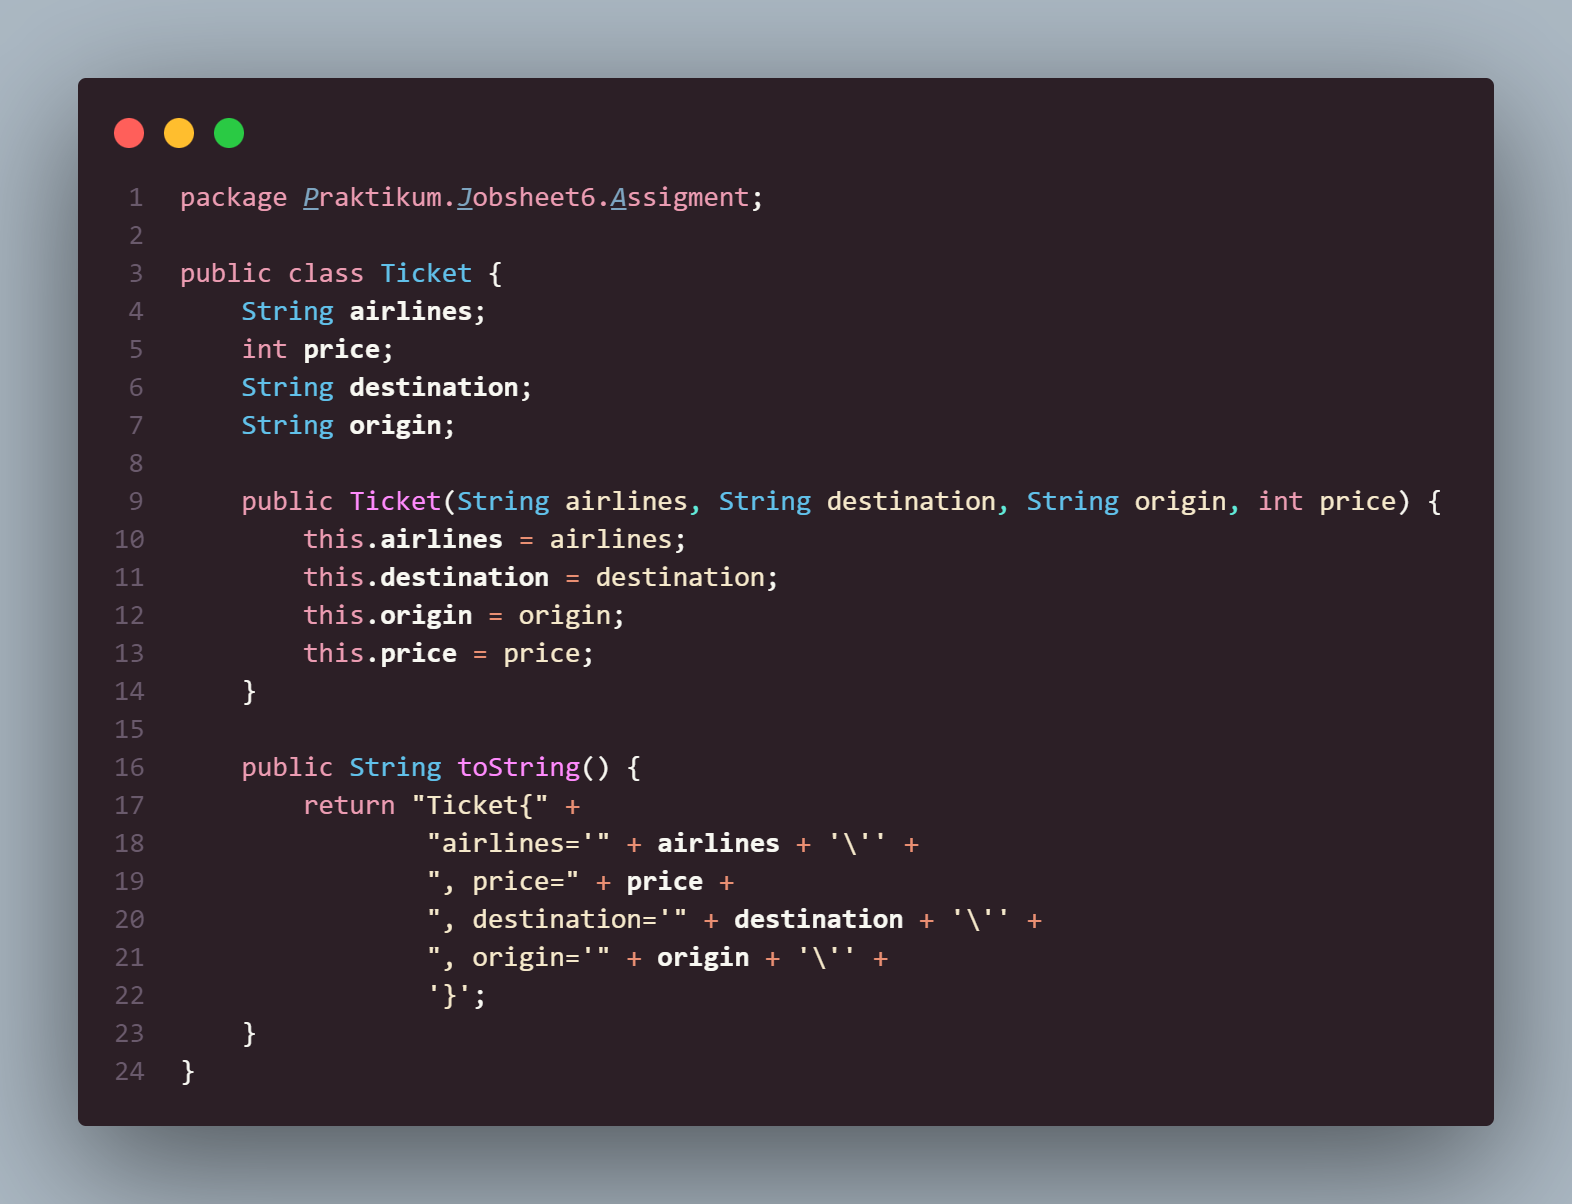 1 package Praktikum.Jobsheet6.Assigment;
2
3 public class Ticket {
4     String airlines;
5     int price;
6     String destination;
7     String origin;
8
9     public Ticket(String airlines, String destination, String origin, int price) {
10         this.airlines = airlines;
11         this.destination = destination;
12         this.origin = origin;
13         this.price = price;
14     }
15
16     public String toString() {
17         return "Ticket{" +
18                 "airlines='" + airlines + '\'' +
19                 ", price=" + price +
20                 ", destination='" + destination + '\'' +
21                 ", origin='" + origin + '\'' +
22                 '}';
23     }
24 }